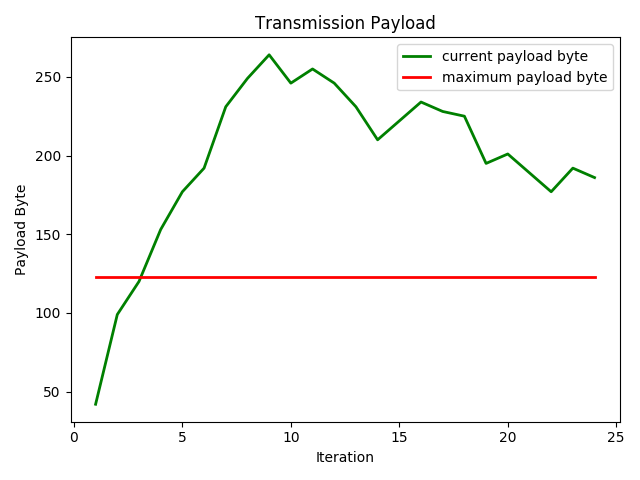 Transmission Payload
current payload byte
maximum payload byte
Payload Byte
250
200
150
100
50
0 5 10 15 20 25
Iteration